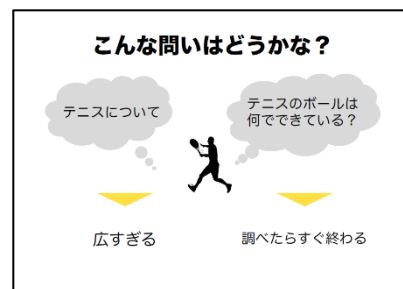 こんな問いはどうかな？
テニスについて
テニスのボールは
何でできている？
広すぎる
調べたらすぐ終わる